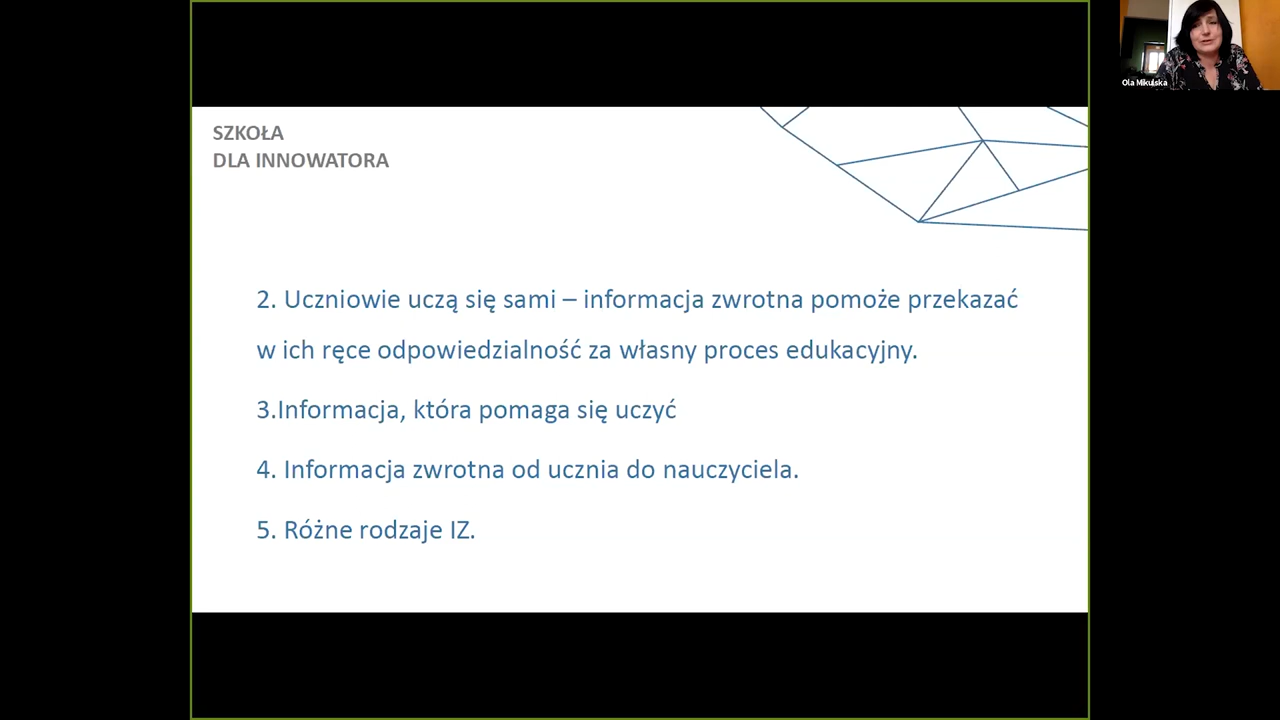 SZKOŁA
DLA INNOWATORA
Ola Mikulska
2. Uczniowie uczą się sami – informacja zwrotna pomoże przekazać
w ich ręce odpowiedzialność za własny proces edukacyjny.
3.Informacja, która pomaga się uczyć
4. Informacja zwrotna od ucznia do nauczyciela.
5. Różne rodzaje IZ.